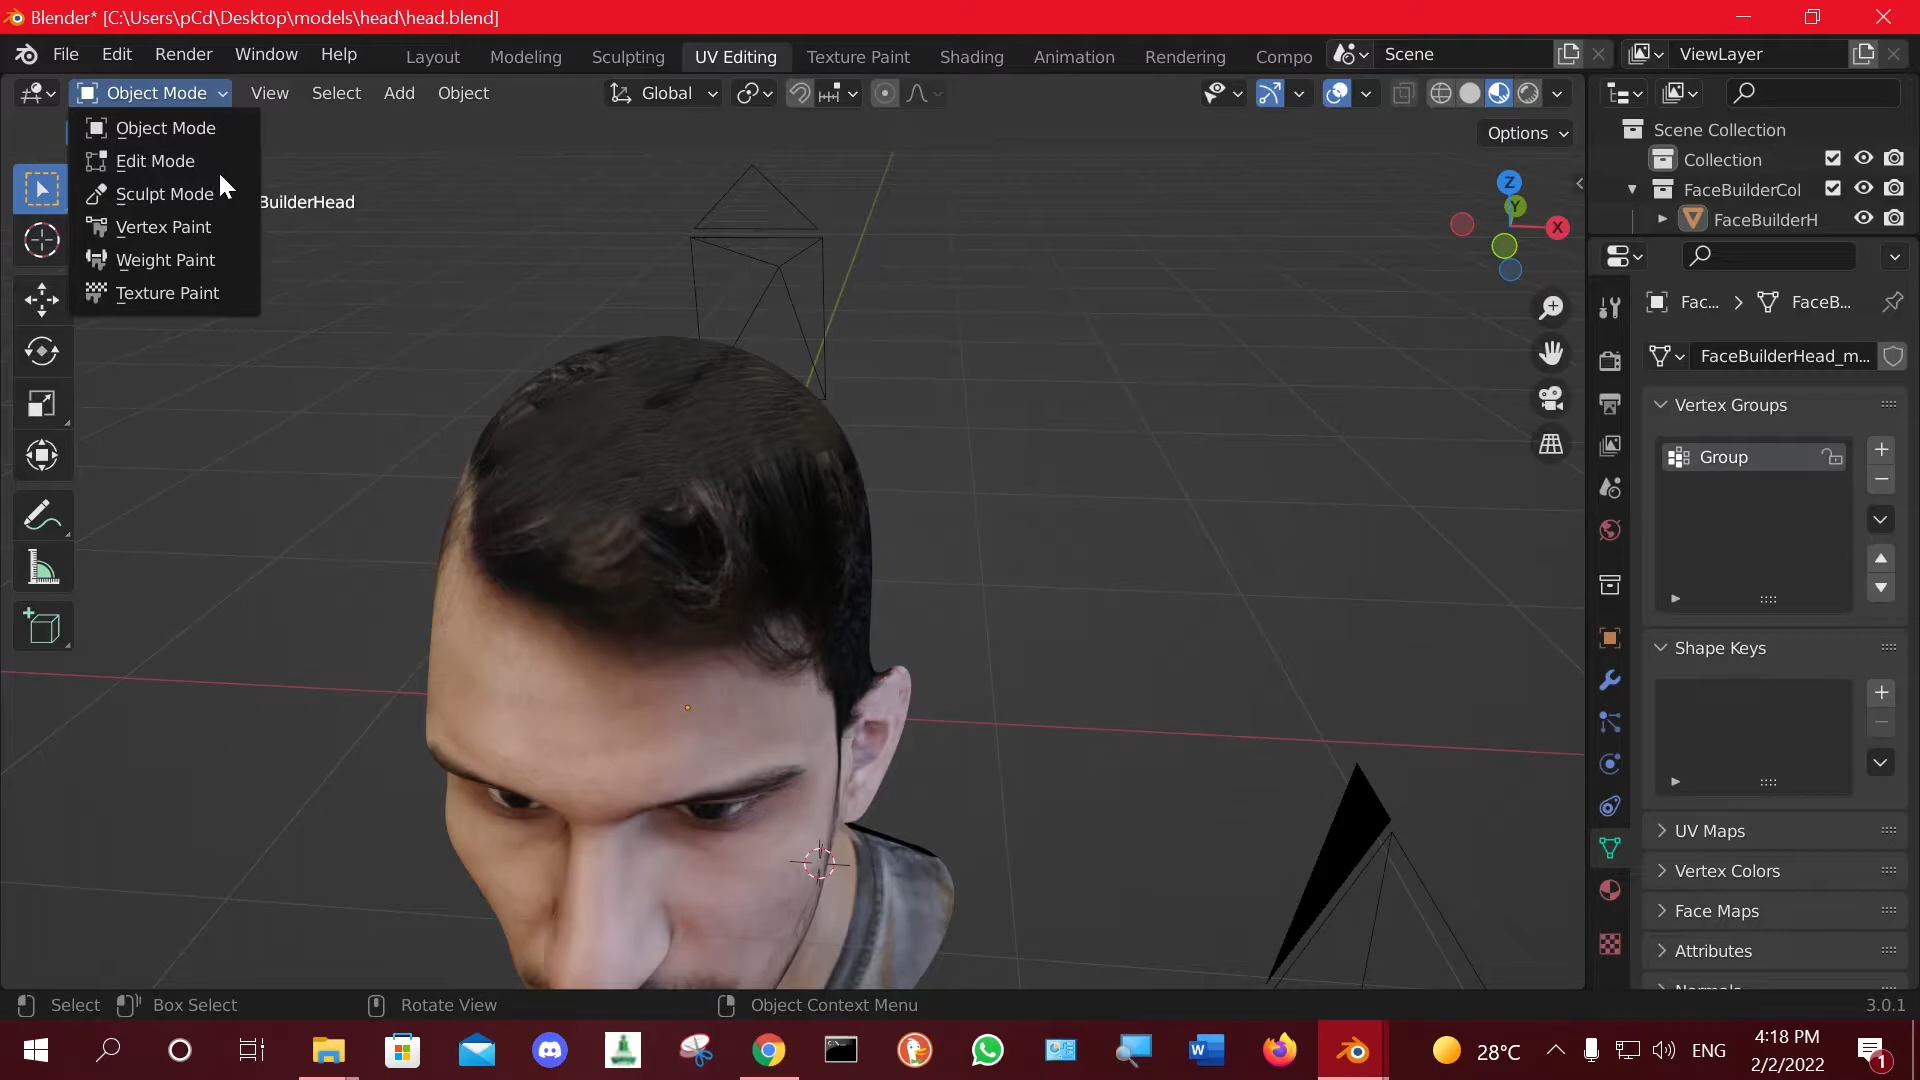 Blender* [C:\Users\pCd\Desktop\models\head\head.blend]
File Edit Render Window Help
Layout Modeling Sculpting UV Editing Texture Paint Shading Animation Rendering Compo
Scene
ViewLayer
Object Mode View Select Add Object
Global
Options
Object Mode
Edit Mode
Sculpt Mode
Vertex Paint
Weight Paint
Texture Paint
BuilderHead
Z
Y
X
Scene Collection
Collection
FaceBuilderCol
FaceBuilderH
Fac... > FaceB...
FaceBuilderHead_m...
Vertex Groups
Group
Shape Keys
UV Maps
Vertex Colors
Face Maps
Attributes
Normals
Select Box Select Rotate View Object Context Menu 3.0.1
28°C ENG
4:18 PM
2/2/2022
1